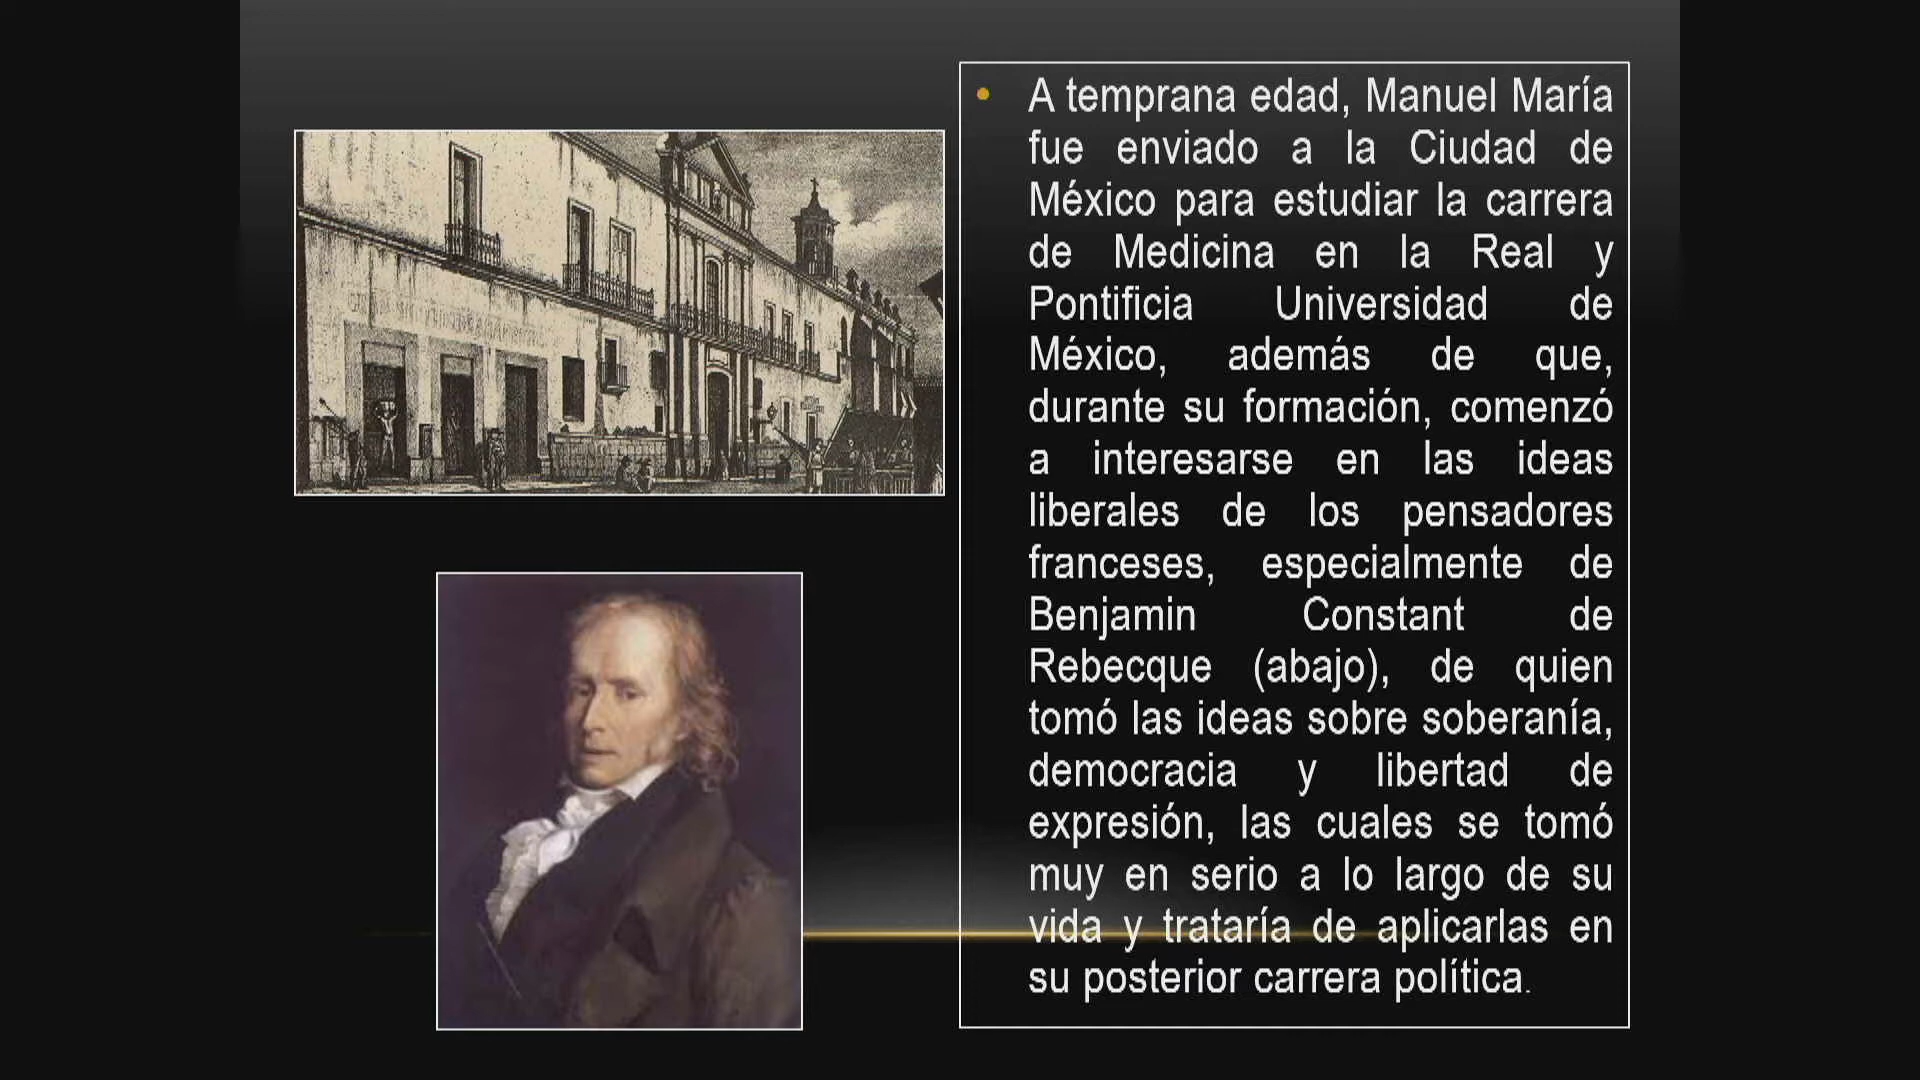 • A temprana edad, Manuel María
fue enviado a la Ciudad de
México para estudiar la carrera
de Medicina en la Real y
Pontificia Universidad de
México, además de que,
durante su formación, comenzó
a interesarse en las ideas
liberales de los pensadores
franceses, especialmente de
Benjamin Constant de
Rebecque (abajo), de quien
tomó las ideas sobre soberanía,
democracia y libertad de
expresión, las cuales se tomó
muy en serio a lo largo de su
vida y trataría de aplicarlas en
su posterior carrera política.